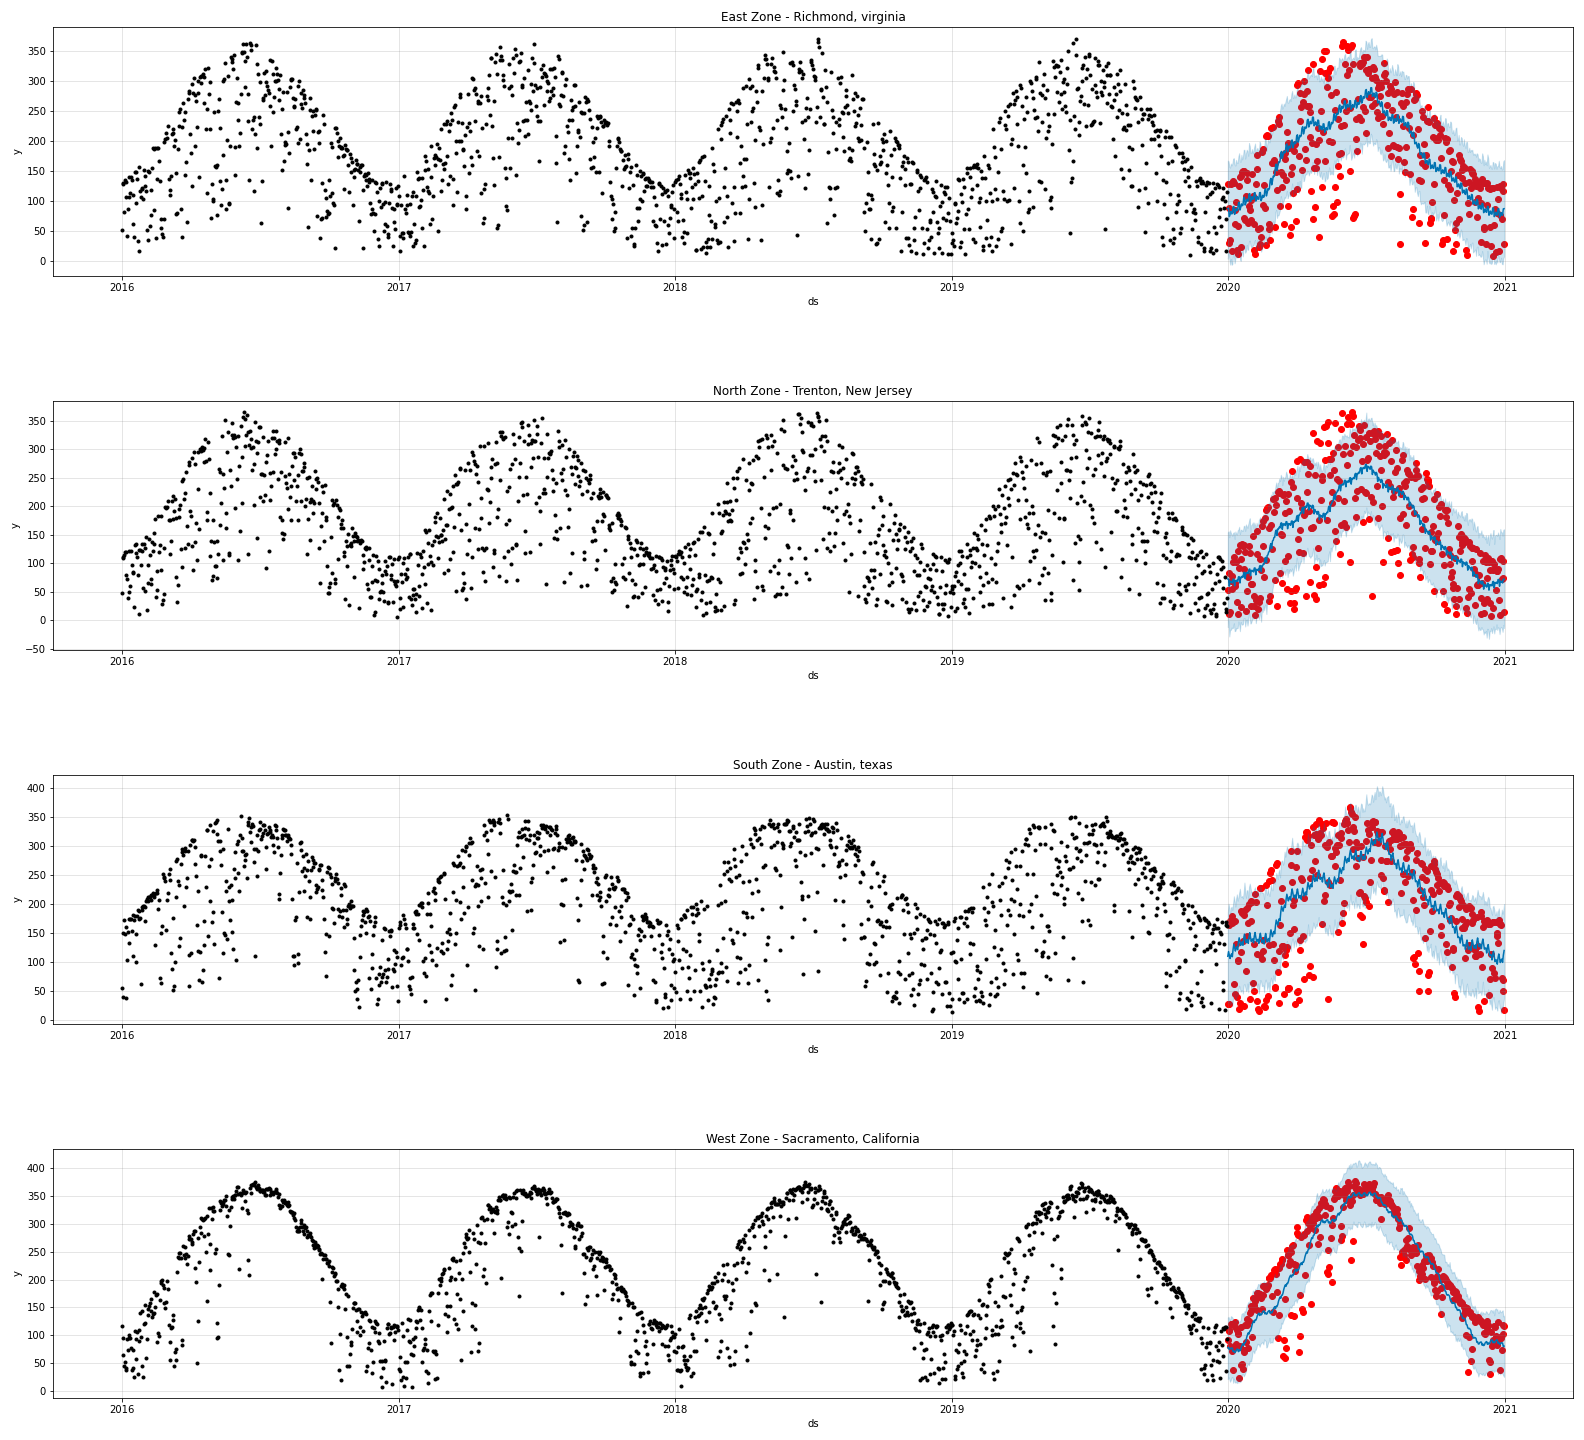 East Zone - Richmond, virginia
350
300
250
200
150
100
50
0
y
2016 2017 2018 2019 2020 2021
ds
North Zone - Trenton, New Jersey
350
300
250
200
150
100
50
0
−50
y
2016 2017 2018 2019 2020 2021
ds
South Zone - Austin, texas
400
350
300
250
200
150
100
50
0
y
2016 2017 2018 2019 2020 2021
ds
West Zone - Sacramento, California
400
350
300
250
200
150
100
50
0
y
2016 2017 2018 2019 2020 2021
ds